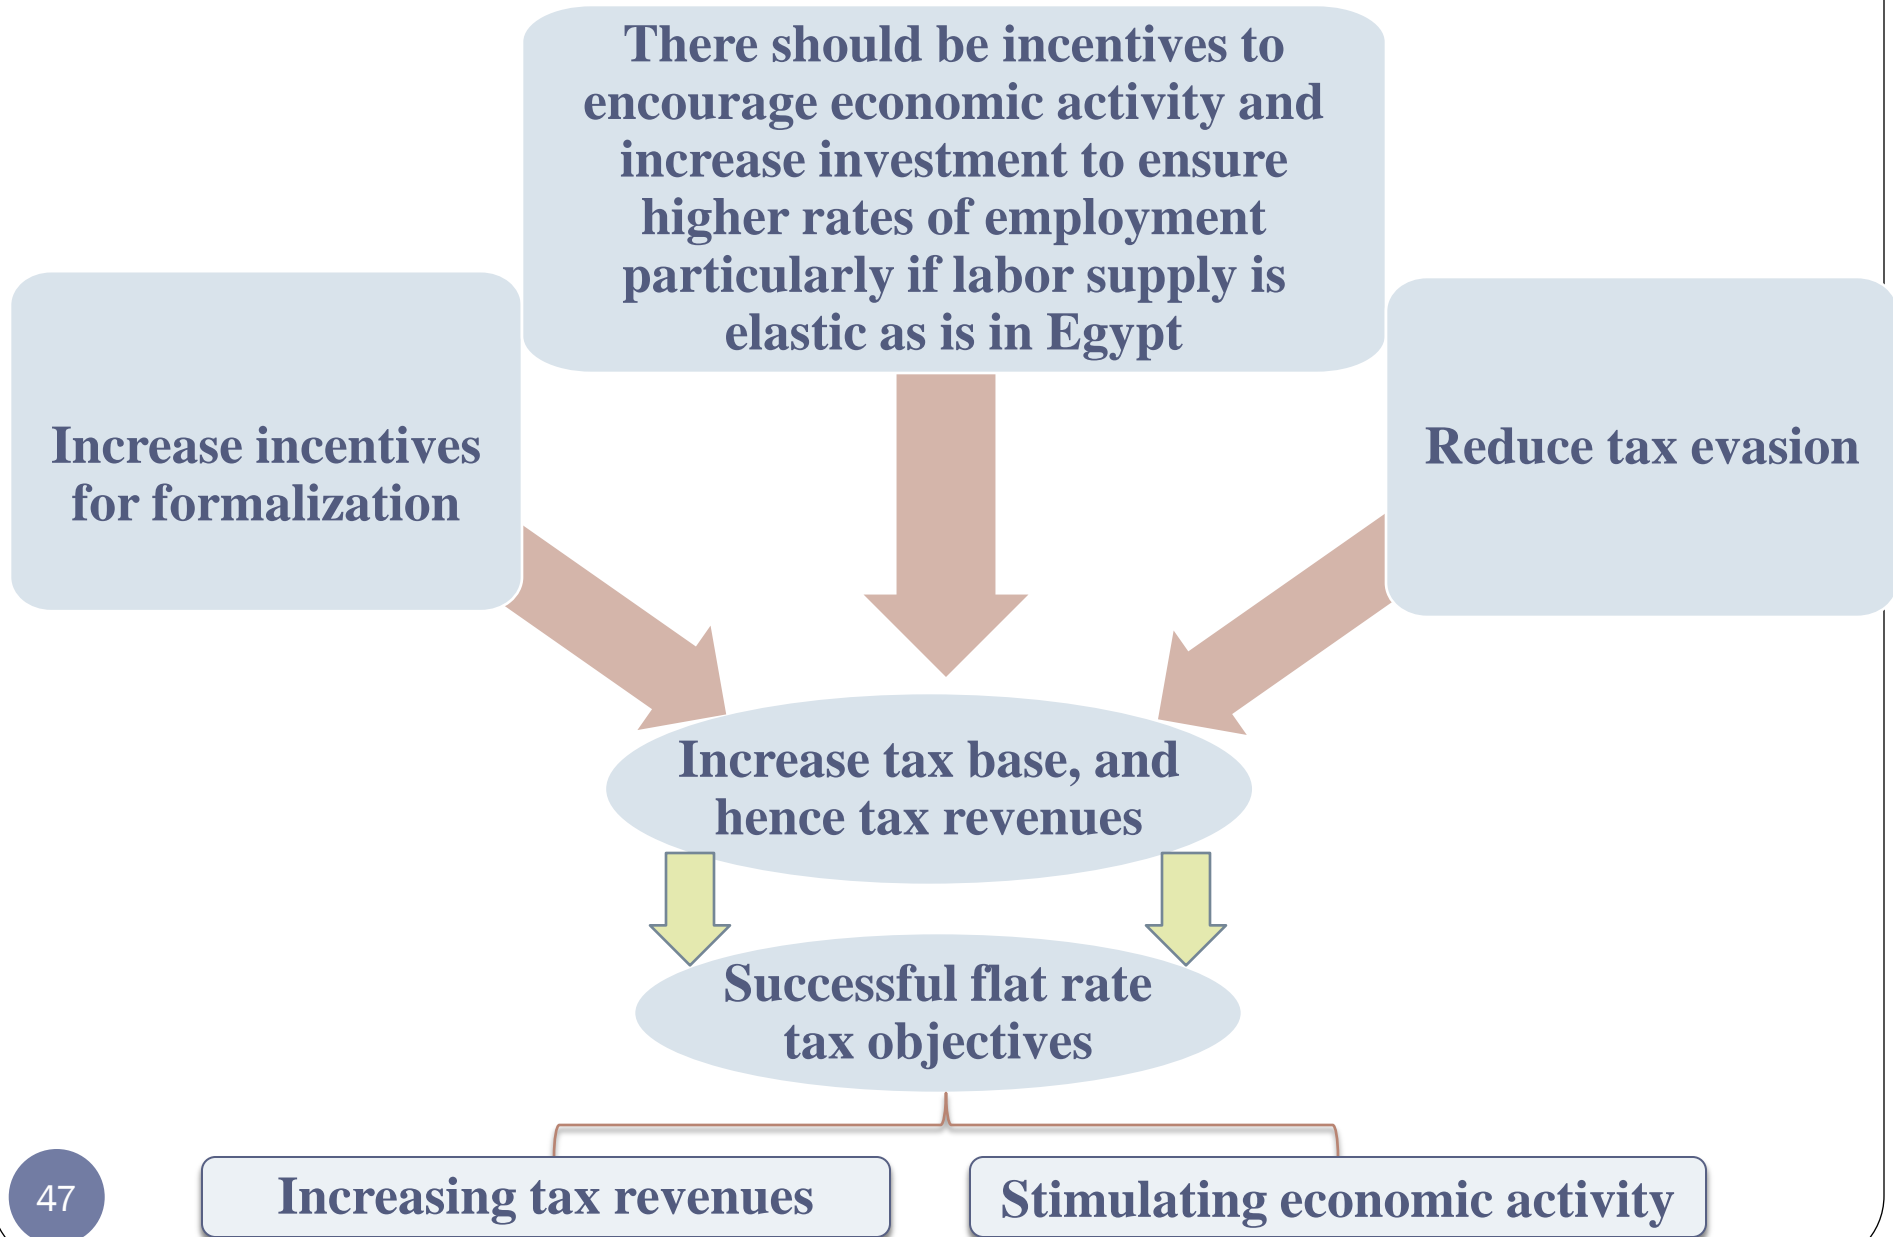 There should be incentives to
encourage economic activity and
increase investment to ensure
higher rates of employment
particularly if labor supply is
elastic as is in Egypt
Increase incentives
for formalization
Reduce tax evasion
Increase tax base, and
hence tax revenues
Successful flat rate
tax objectives
Increasing tax revenues
Stimulating economic activity
47